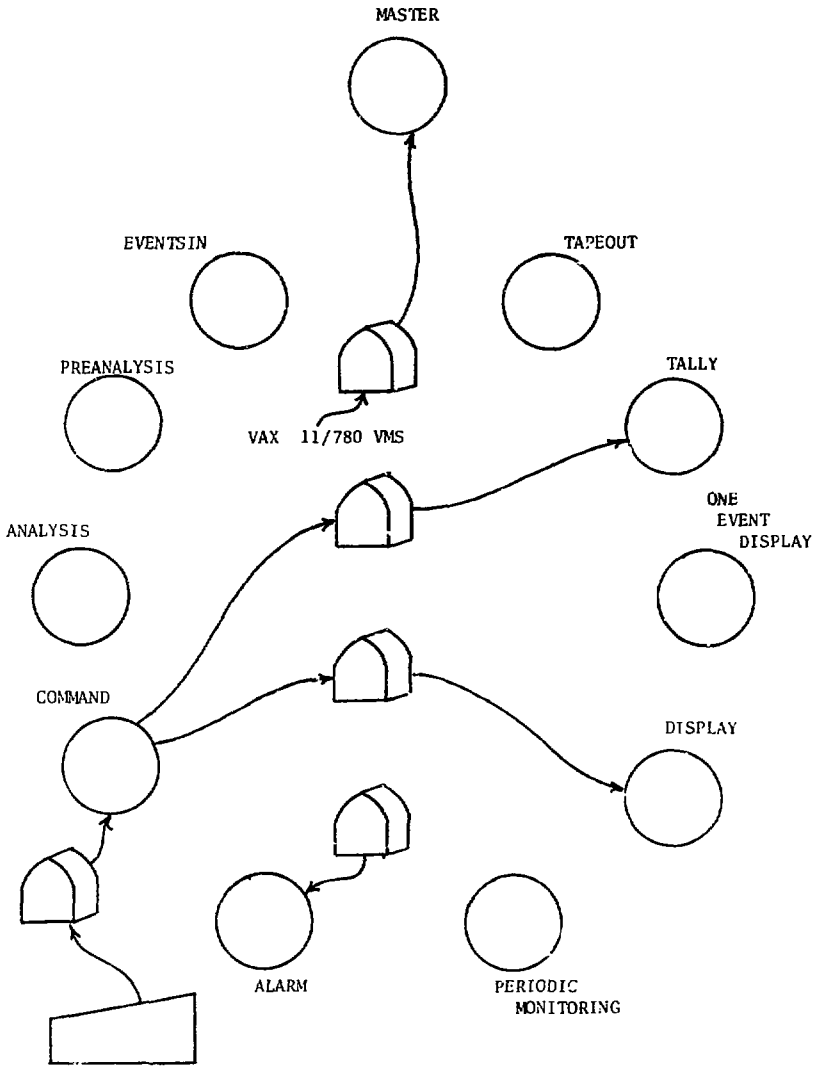 MASTER
EVENTSIN
TAPEOUT
PREANALYSIS
TALLY
VAX 11/780 VMS
ONE
EVENT
DISPLAY
ANALYSIS
COMMAND
DISPLAY
ALARM
PERIODIC
MONITORING